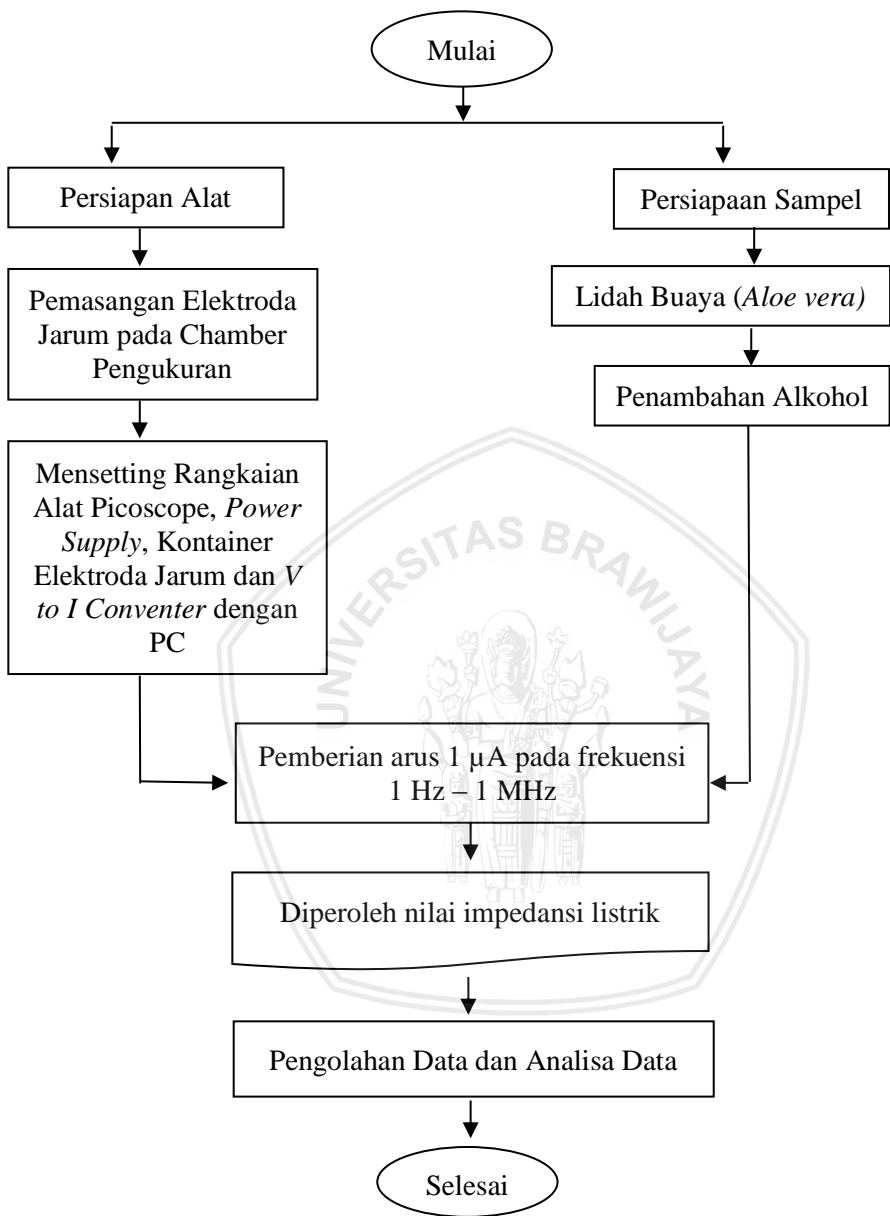 Mulai
Persiapan Alat
Pemasangan Elektroda
Jarum pada Chamber
Pengukuran
Mensetting Rangkaian
Alat Picoscope, Power
Supply, Kontainer
Elektroda Jarum dan V
to I Conventer dengan
PC
Persiapaan Sampel
Lidah Buaya (Aloe vera)
Penambahan Alkohol
UNIVERSITAS BRAWIJAYA
Pemberian arus 1 µA pada frekuensi
1 Hz – 1 MHz
Diperoleh nilai impedansi listrik
Pengolahan Data dan Analisa Data
Selesai